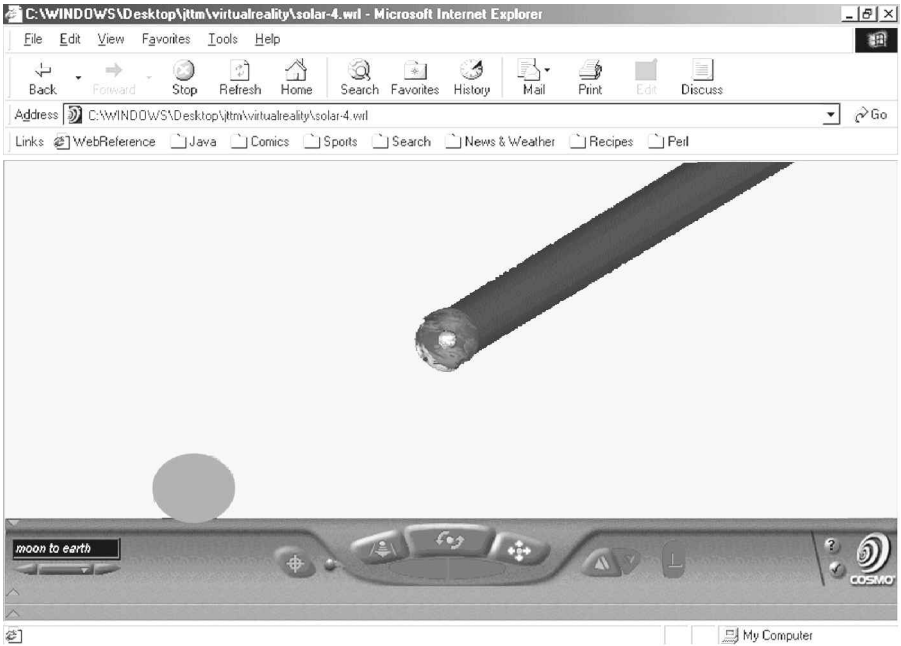 C:\WINDOWS\Desktop\jttm\virtualreality\solar-4.wrl - Microsoft Internet Explorer
File Edit View Favorites Tools Help
Back Forward Stop Refresh Home Search Favorites History Mail Print Edit Discuss
Address C:\WINDOWS\Desktop\jttm\virtualreality\solar-4.wrl Go
Links WebReference Java Comics Sports Search News & Weather Recipes Perl
moon to earth
?
COSMO
My Computer